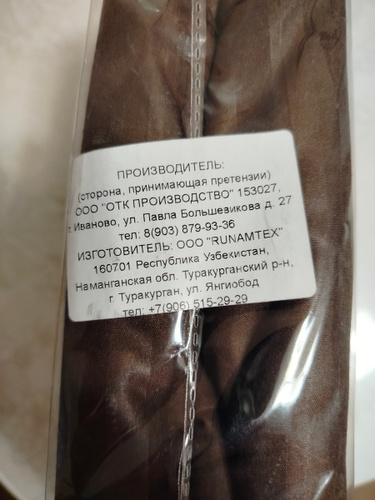 ПРОИЗВОДИТЕЛЬ:
(сторона, принимающая претензии)
ООО "ОТК ПРОИЗВОДСТВО" 153027,
г Иваново, ул. Павла Большевикова д. 27
тел: 8(903) 879-93-36
ИЗГОТОВИТЕЛЬ: ООО "RUNAMTEX"
160701 Республика Узбекистан,
Наманганская обл. Туракурганский р-н,
г. Туракурган, ул. Янгиобод
тел: +7(906) 515-29-29